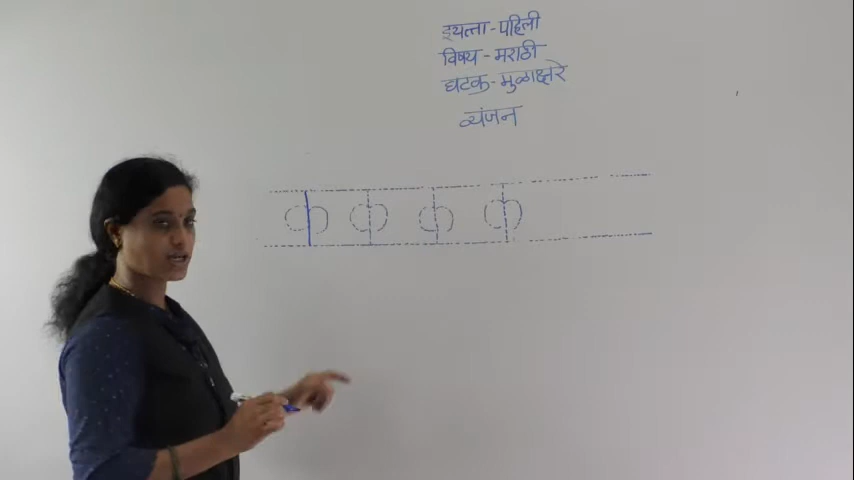 इयत्ता - पहिली
विषय - मराठी
घटक - मुळाक्षरे
व्यंजन
क क क क